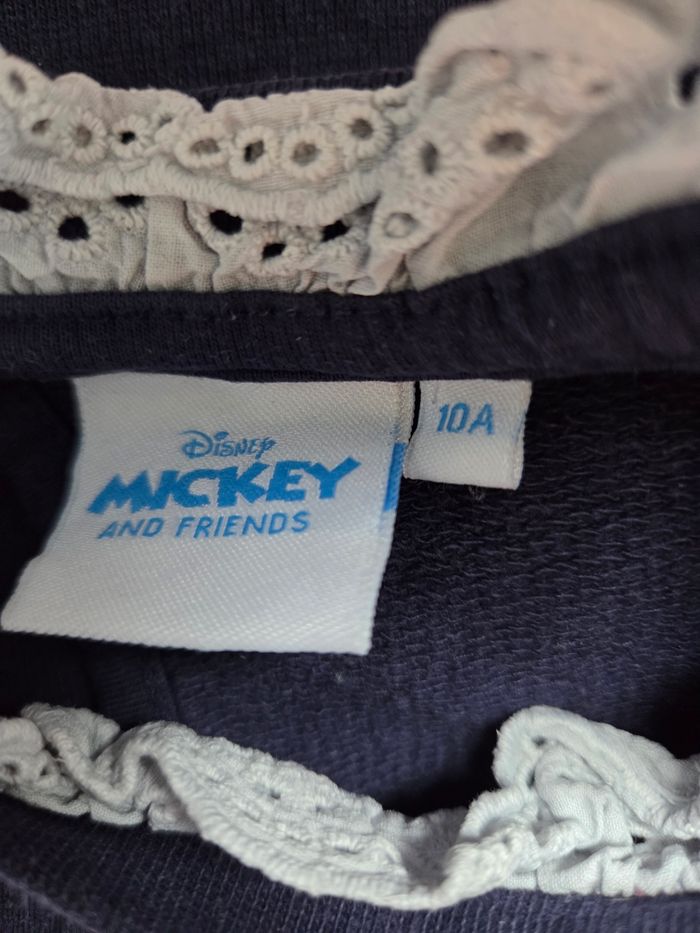 Disney
MICKEY
AND FRIENDS
10A